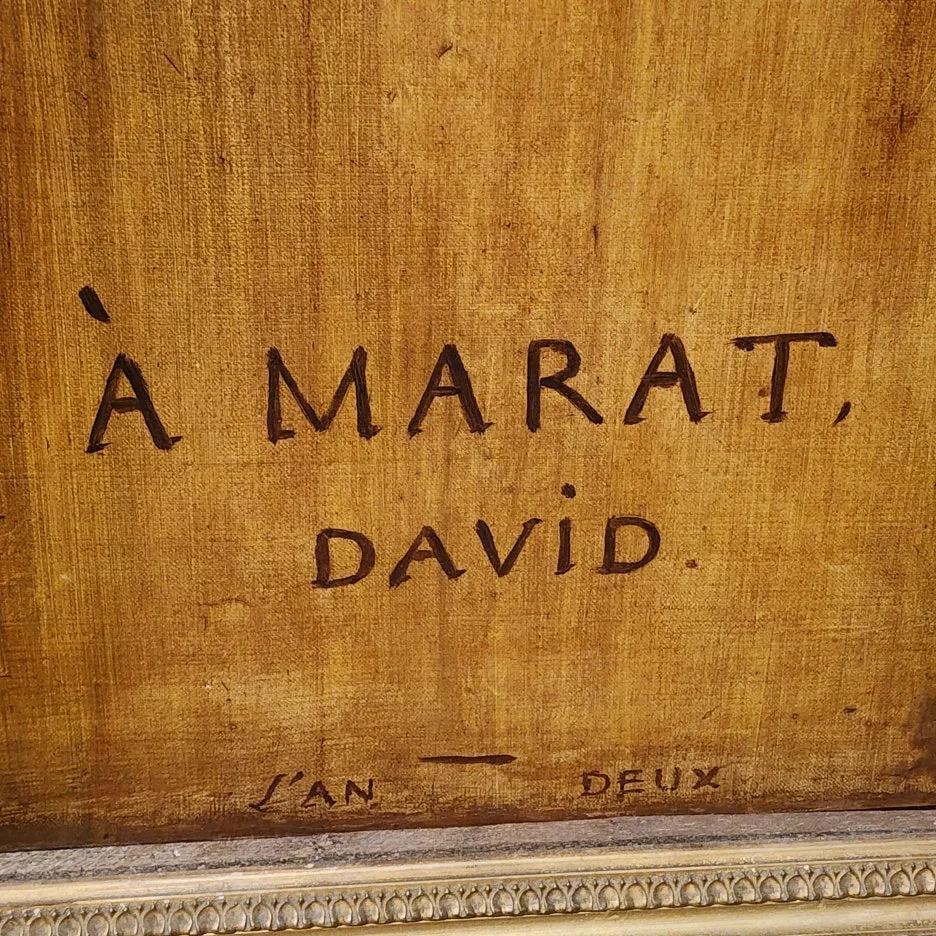 À MARAT,
DAViD.
L'AN DEUX